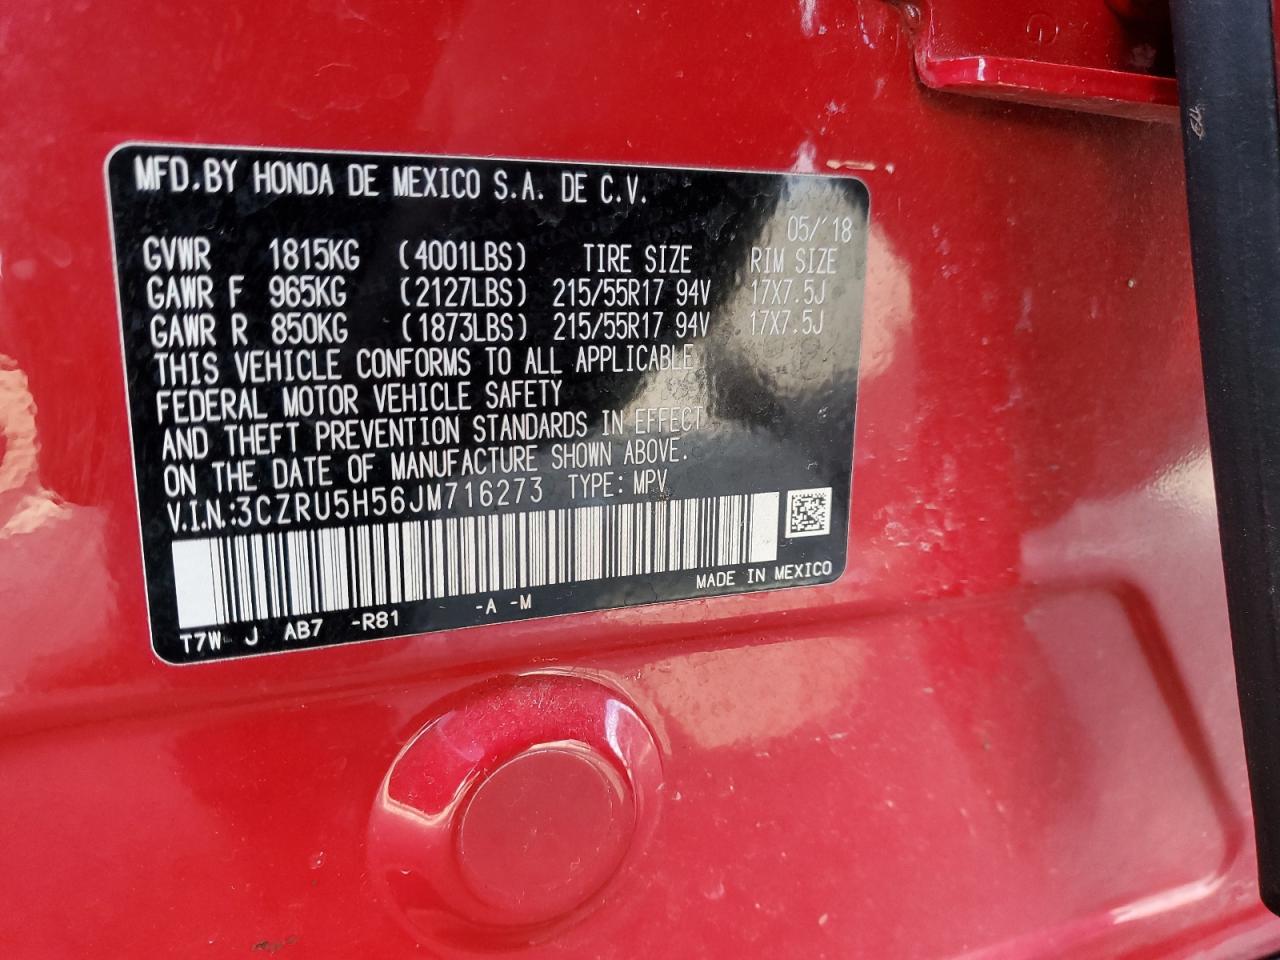 MFD.BY HONDA DE MEXICO S.A. DE C.V.
05/'18
GVWR 1815KG (4001LBS) TIRE SIZE RIM SIZE
GAWR F 965KG (2127LBS) 215/55R17 94V 17X7.5J
GAWR R 850KG (1873LBS) 215/55R17 94V 17X7.5J
THIS VEHICLE CONFORMS TO ALL APPLICABLE
FEDERAL MOTOR VEHICLE SAFETY
AND THEFT PREVENTION STANDARDS IN EFFECT
ON THE DATE OF MANUFACTURE SHOWN ABOVE.
V.I.N.:3CZRU5H56JM716273 TYPE: MPV
MADE IN MEXICO
T7W J AB7 -R81 -A -M